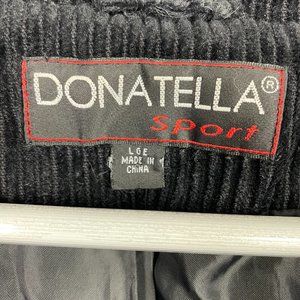 DONATELLA®
Sport
LGE
MADE IN
CHINA